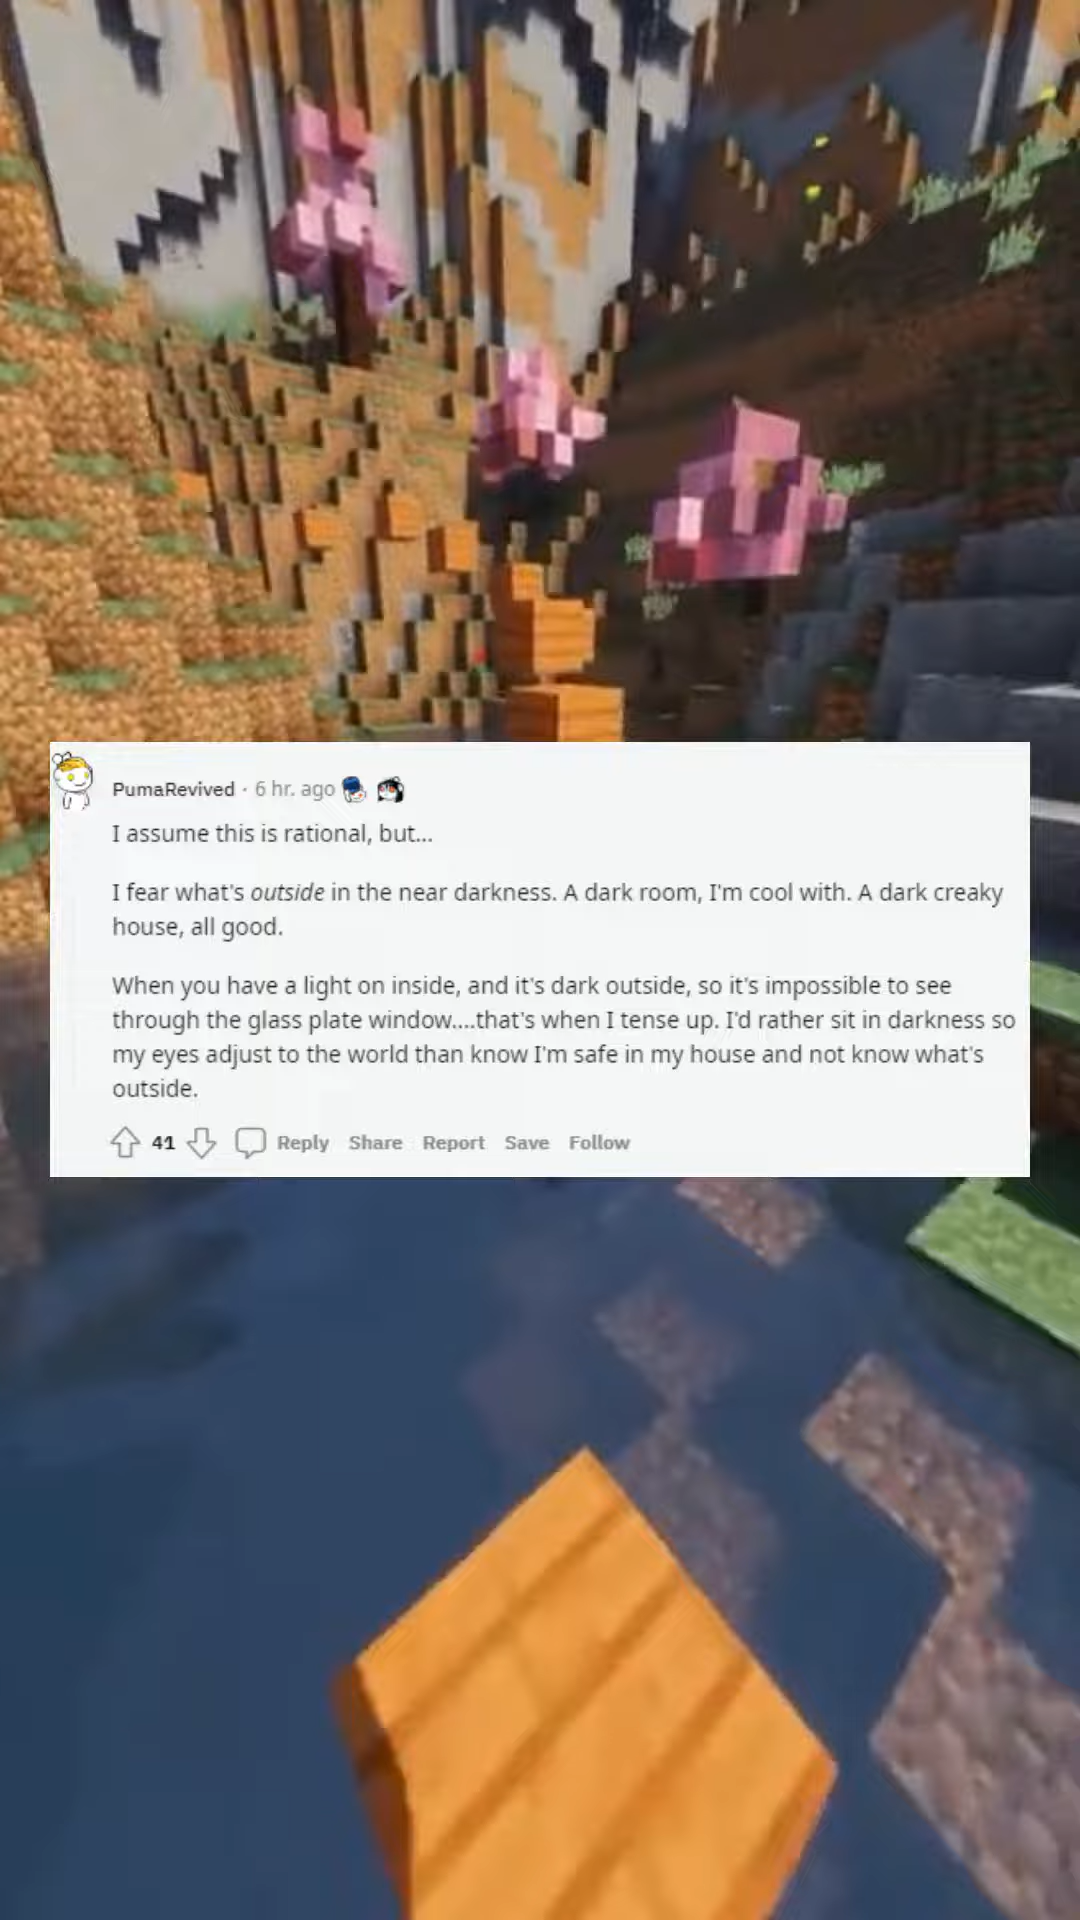 PumaRevived · 6 hr. ago
I assume this is rational, but...
I fear what's outside in the near darkness. A dark room, I'm cool with. A dark creaky
house, all good.
When you have a light on inside, and it's dark outside, so it's impossible to see
through the glass plate window....that's when I tense up. I'd rather sit in darkness so
my eyes adjust to the world than know I'm safe in my house and not know what's
outside.
41 Reply Share Report Save Follow